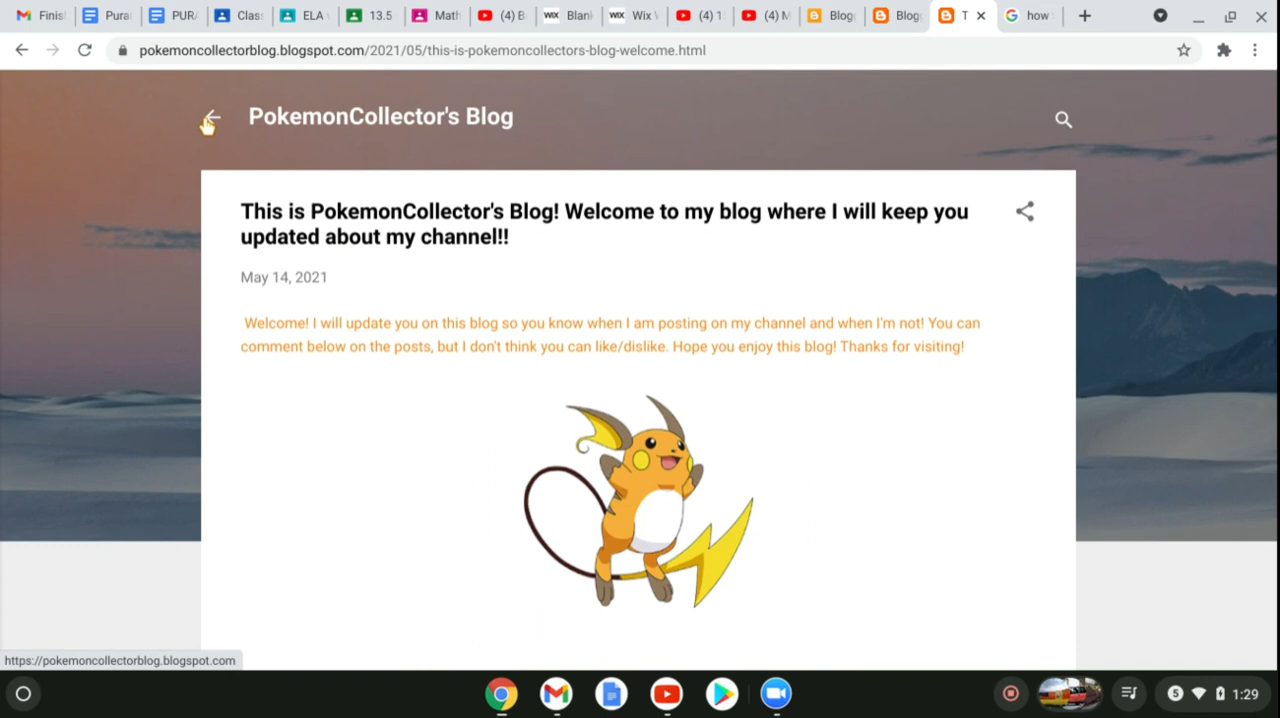 Finis
Pura
PURA
Clas
ELA
13.5
Math
(4) B
WIX
Blan
WIX
Wix
(4)
(4)
Blog
Blog
T
how
pokemoncollectorblog.blogspot.com/2021/05/this-is-pokemoncollectors-blog-welcome.html
PokemonCollector's Blog
This is PokemonCollector's Blog! Welcome to my blog where I will keep you
updated about my channel!!
May 14, 2021
Welcome! I will update you on this blog so you know when I am posting on my channel and when I'm not! You can
comment below on the posts, but I don't think you can like/dislike. Hope you enjoy this blog! Thanks for visiting!
https://pokemoncollectorblog.blogspot.com
5 1:29